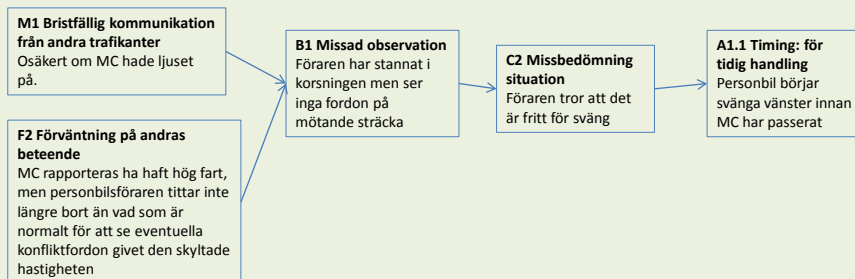 M1 Bristfällig kommunikation
från andra trafikanter
Osäkert om MC hade ljuset
på.
F2 Förväntning på andras
beteende
MC rapporteras ha haft hög fart,
men personbilsföraren tittar inte
längre bort än vad som är
normalt för att se eventuella
konfliktfordon givet den skyltade
hastigheten
B1 Missad observation
Föraren har stannat i
korsningen men ser
inga fordon på
mötande sträcka
C2 Missbedömning
situation
Föraren tror att det
är fritt för sväng
A1.1 Timing: för
tidig handling
Personbil börjar
svänga vänster innan
MC har passerat